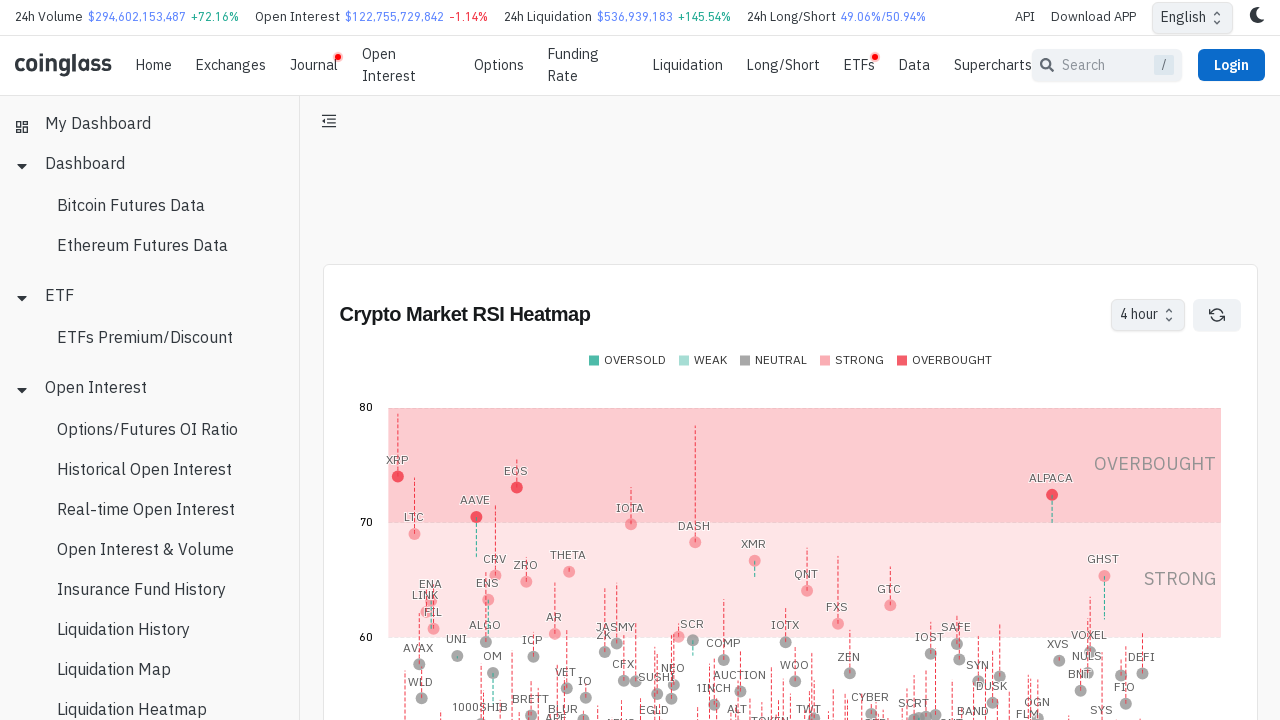 24h Volume $294,602,153,487 +72.16% Open Interest $122,755,729,842 -1.14% 24h Liquidation $536,939,183 +145.54% 24h Long/Short 49.06%/50.94% API Download APP English
coinglass Home Exchanges Journal Open Interest Options Funding Rate Liquidation Long/Short ETFs Data Supercharts Search / Login
My Dashboard
Dashboard
Bitcoin Futures Data
Ethereum Futures Data
ETF
ETFs Premium/Discount
Open Interest
Options/Futures OI Ratio
Historical Open Interest
Real-time Open Interest
Open Interest & Volume
Insurance Fund History
Liquidation History
Liquidation Map
Liquidation Heatmap
Crypto Market RSI Heatmap
4 hour
OVERSOLD WEAK NEUTRAL STRONG OVERBOUGHT
80
XRP
OVERBOUGHT
EOS
ALPACA
AAVE
IOTA
LTC
70
DASH
XMR
THETA
CRV
GHST
ZRO
QNT
STRONG
ENA
ENS
GTC
LINK
FXS
FIL
AR
ALGO
JASMY
SCR
IOTX
SAFE
60
ZK
VOXEL
UNI
ICP
IOST
COMP
XVS
AVAX
OM
ZEN
NULS
DEFI
CFX
NEO
WOO
SYN
VET
SUSHI
AUCTION
BNT
WLD
IO
1INCH
DUSK
FIO
BRETT
CYBER
1000SHIB
BLUR
EGLD
ALT
TWT
SCRT
BAND
OGN
FLM
SYS
TOKEN